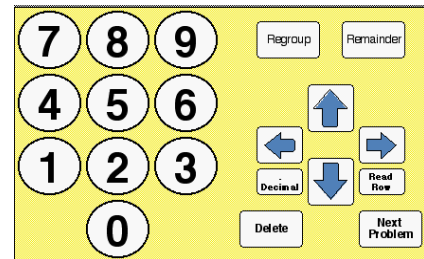 7 8 9
Regroup Remainder
4 5 6
1 2 3
. Decimal
Read
Row
0
Delete
Next
Problem